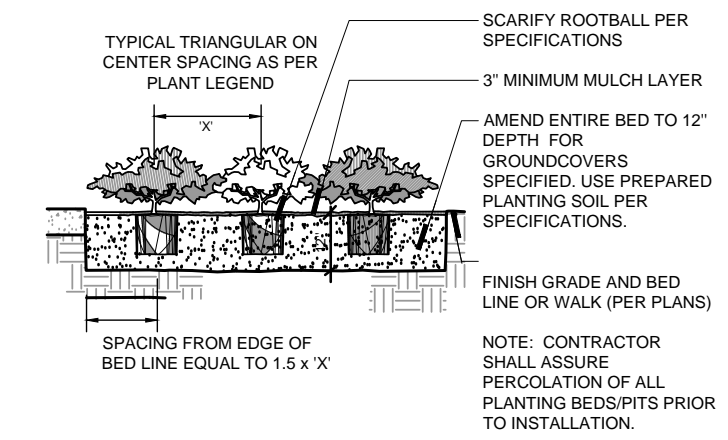 TYPICAL TRIANGULAR ON
CENTER SPACING AS PER
PLANT LEGEND
'X'
SCARIFY ROOTBALL PER
SPECIFICATIONS
3" MINIMUM MULCH LAYER
AMEND ENTIRE BED TO 12"
DEPTH FOR
GROUNDCOVERS
SPECIFIED. USE PREPARED
PLANTING SOIL PER
SPECIFICATIONS.
FINISH GRADE AND BED
LINE OR WALK (PER PLANS)
SPACING FROM EDGE OF
BED LINE EQUAL TO 1.5 x 'X'
NOTE: CONTRACTOR
SHALL ASSURE
PERCOLATION OF ALL
PLANTING BEDS/PITS PRIOR
TO INSTALLATION.